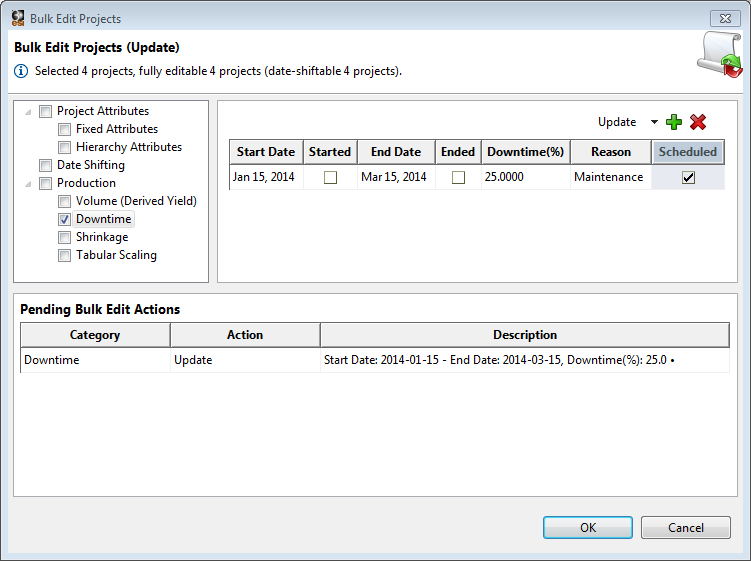 Bulk Edit Projects
Bulk Edit Projects (Update)
Selected 4 projects, fully editable 4 projects (date-shiftable 4 projects).
Project Attributes
Fixed Attributes
Hierarchy Attributes
Date Shifting
Production
Volume (Derived Yield)
Downtime
Shrinkage
Tabular Scaling
Update
Start Date Started End Date Ended Downtime(%) Reason Scheduled
Jan 15, 2014 Mar 15, 2014 25.0000 Maintenance
Pending Bulk Edit Actions
Category Action Description
Downtime Update Start Date: 2014-01-15 - End Date: 2014-03-15, Downtime(%): 25.0 •
OK Cancel